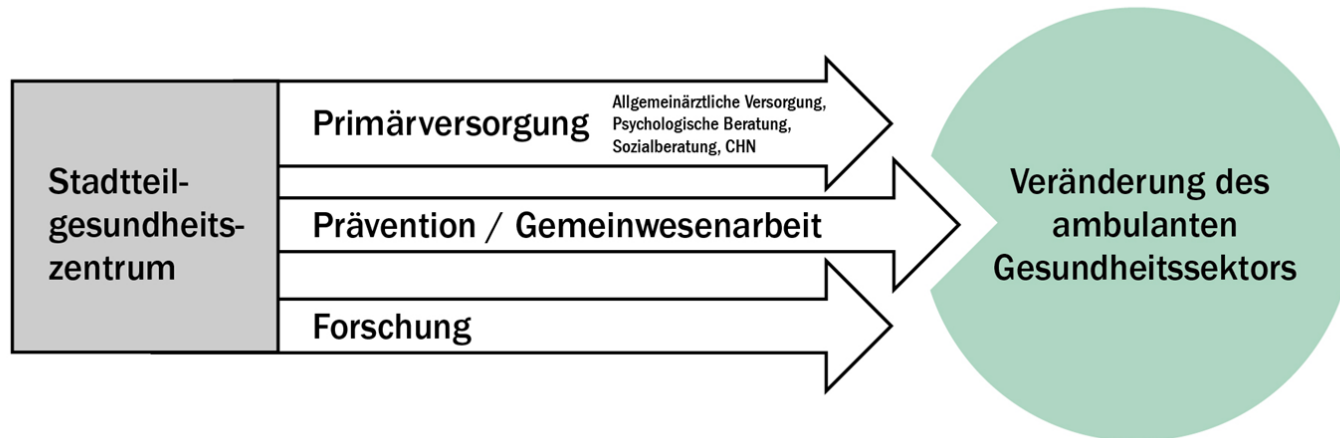 Stadtteil-
gesundheits-
zentrum
Primärversorgung
Allgemeinärztliche Versorgung,
Psychologische Beratung,
Sozialberatung, CHN
Prävention / Gemeinwesenarbeit
Forschung
Veränderung des
ambulanten
Gesundheitssektors